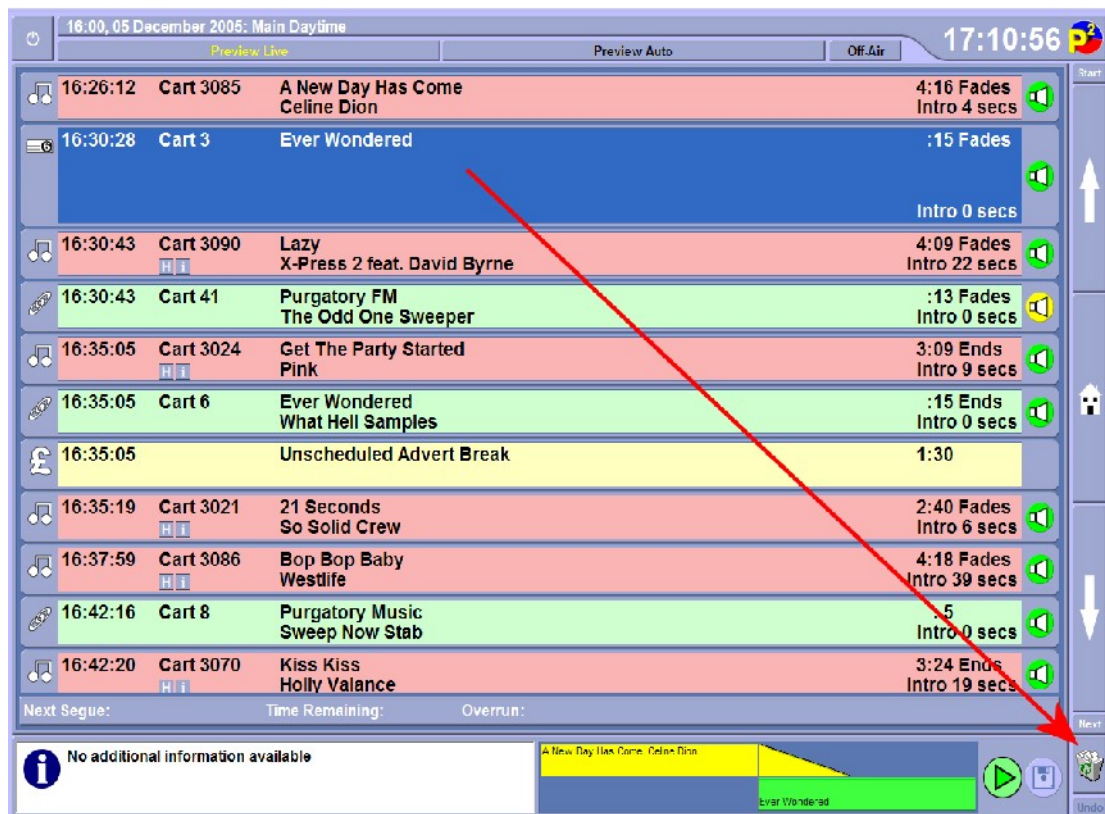 16:00, 05 December 2005: Main Daytime
Preview Live Preview Auto Off-Air 17:10:56 P2
Start
16:26:12 Cart 3085 A New Day Has Come 4:16 Fades
Celine Dion Intro 4 secs
16:30:28 Cart 3 Ever Wondered :15 Fades
Intro 0 secs
16:30:43 Cart 3090 Lazy 4:09 Fades
H i X-Press 2 feat. David Byrne Intro 22 secs
16:30:43 Cart 41 Purgatory FM :13 Fades
The Odd One Sweeper Intro 0 secs
16:35:05 Cart 3024 Get The Party Started 3:09 Ends
H i Pink Intro 9 secs
16:35:05 Cart 6 Ever Wondered :15 Ends
What Hell Samples Intro 0 secs
£ 16:35:05 Unscheduled Advert Break 1:30
16:35:19 Cart 3021 21 Seconds 2:40 Fades
H i So Solid Crew Intro 6 secs
16:37:59 Cart 3086 Bop Bop Baby 4:18 Fades
H i Westlife Intro 39 secs
16:42:16 Cart 8 Purgatory Music : 5
Sweep Now Stab Intro 0 secs
16:42:20 Cart 3070 Kiss Kiss 3:24 Ends
H i Holly Valance Intro 19 secs
Next Segue: Time Remaining: Overrun:
Next
i No additional information available
A New Day Has Come Celine Dion
Ever Wondered
Undo